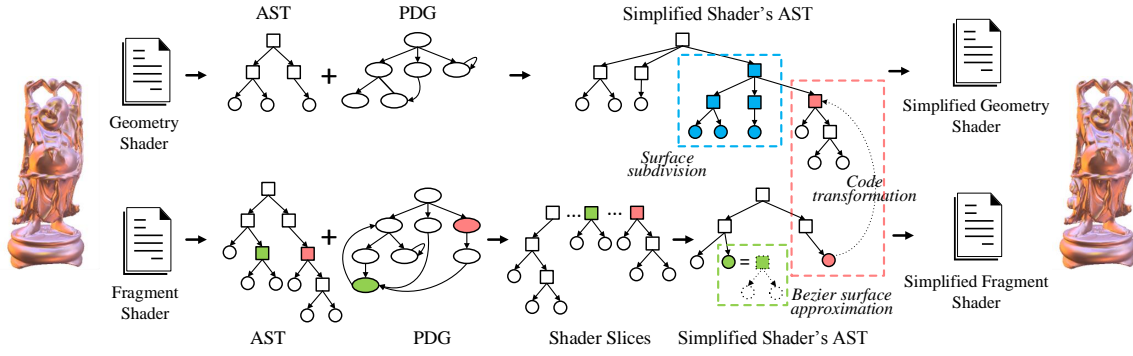 AST
PDG
Simplified Shader's AST
+
Geometry
Shader
Simplified Geometry
Shader
Surface
subdivision
Code
transformation
+
... ...
=
Fragment
Shader
Bezier surface
approximation
Simplified Fragment
Shader
AST
PDG
Shader Slices
Simplified Shader's AST